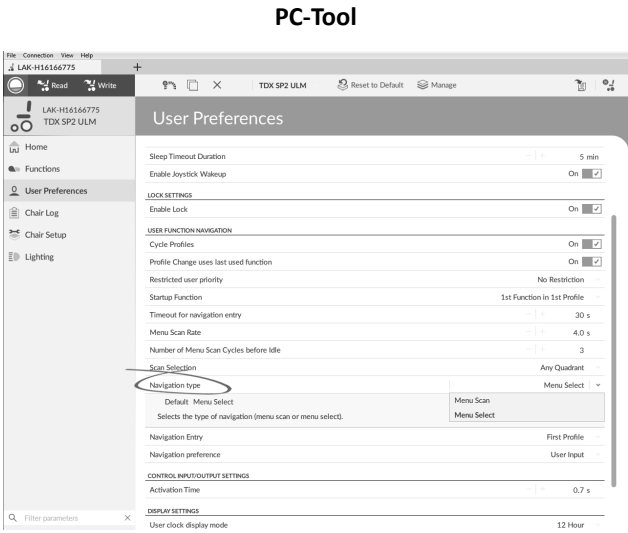 PC-Tool
File Connection View Help
LAK-H16166775 +
Read Write TDX SP2 ULM Reset to Default Manage
LAK-H16166775
TDX SP2 ULM
User Preferences
Home
Functions
User Preferences
Chair Log
Chair Setup
Lighting
Filter parameters
Sleep Timeout Duration − + 5 min
Enable Joystick Wakeup On
LOCK SETTINGS
Enable Lock On
USER FUNCTION NAVIGATION
Cycle Profiles On
Profile Change uses last used function On
Restricted user priority No Restriction
Startup Function 1st Function in 1st Profile
Timeout for navigation entry − + 30 s
Menu Scan Rate − + 4.0 s
Number of Menu Scan Cycles before Idle − + 3
Scan Selection Any Quadrant
Navigation type Menu Select
Default Menu Select
Selects the type of navigation (menu scan or menu select).
Menu Scan
Menu Select
Navigation Entry First Profile
Navigation preference User Input
CONTROL INPUT/OUTPUT SETTINGS
Activation Time − + 0.7 s
DISPLAY SETTINGS
User clock display mode 12 Hour